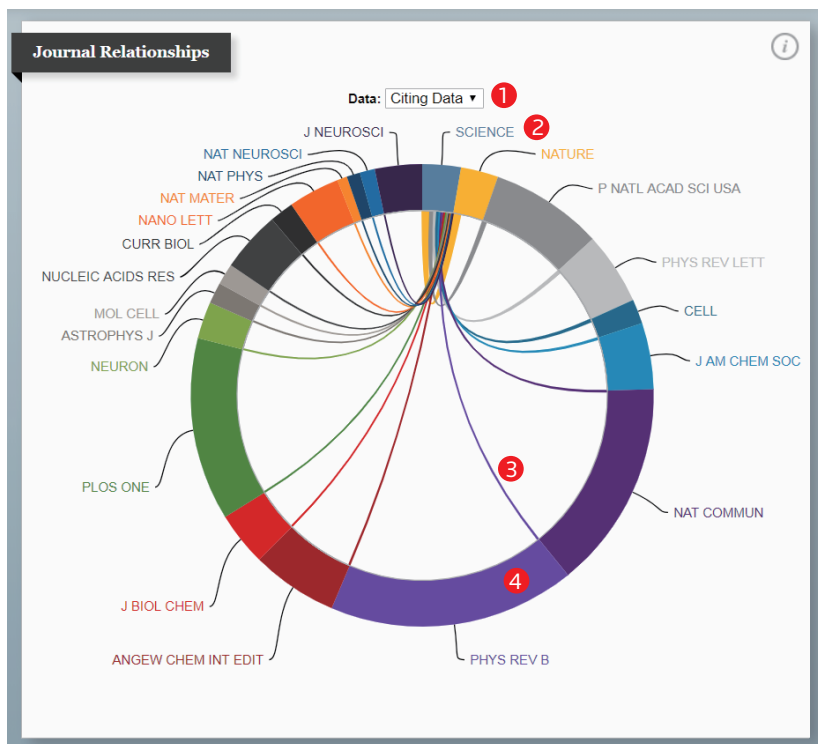 Journal Relationships
i
Data: Citing Data ▼ 1
J NEUROSCI
SCIENCE 2
NAT NEUROSCI
NATURE
NAT PHYS
P NATL ACAD SCI USA
NAT MATER
NANO LETT
CURR BIOL
PHYS REV LETT
NUCLEIC ACIDS RES
MOL CELL
CELL
ASTROPHYS J
NEURON
J AM CHEM SOC
3
PLOS ONE
NAT COMMUN
4
J BIOL CHEM
ANGEW CHEM INT EDIT
PHYS REV B